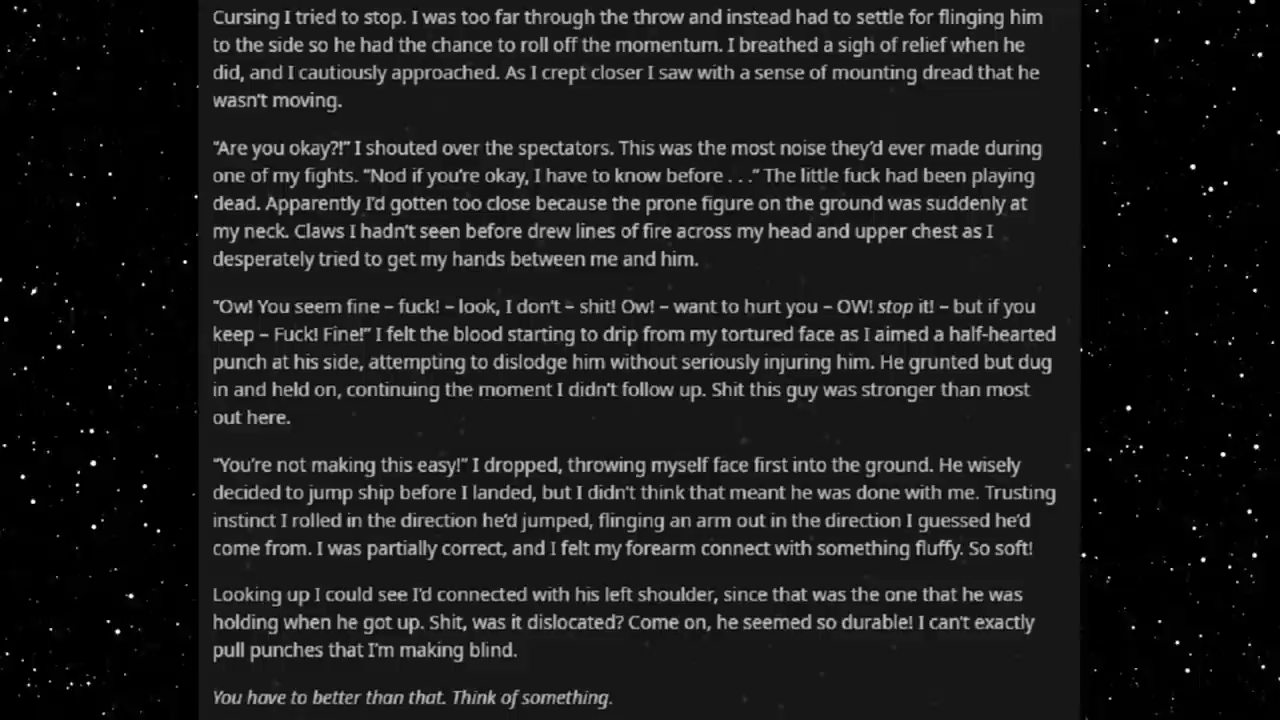 Cursing I tried to stop. I was too far through the throw and instead had to settle for flinging him
to the side so he had the chance to roll off the momentum. I breathed a sigh of relief when he
did, and I cautiously approached. As I crept closer I saw with a sense of mounting dread that he
wasn't moving.
“Are you okay?!” I shouted over the spectators. This was the most noise they'd ever made during
one of my fights. “Nod if you're okay, I have to know before . . .” The little fuck had been playing
dead. Apparently I'd gotten too close because the prone figure on the ground was suddenly at
my neck. Claws I hadn't seen before drew lines of fire across my head and upper chest as I
desperately tried to get my hands between me and him.
“Ow! You seem fine – fuck! – look, I don't – shit! Ow! – want to hurt you – OW! stop it! – but if you
keep – Fuck! Fine!” I felt the blood starting to drip from my tortured face as I aimed a half-hearted
punch at his side, attempting to dislodge him without seriously injuring him. He grunted but dug
in and held on, continuing the moment I didn't follow up. Shit this guy was stronger than most
out here.
“You're not making this easy!” I dropped, throwing myself face first into the ground. He wisely
decided to jump ship before I landed, but I didn't think that meant he was done with me. Trusting
instinct I rolled in the direction he'd jumped, flinging an arm out in the direction I guessed he'd
come from. I was partially correct, and I felt my forearm connect with something fluffy. So soft!
Looking up I could see I'd connected with his left shoulder, since that was the one that he was
holding when he got up. Shit, was it dislocated? Come on, he seemed so durable! I can't exactly
pull punches that I'm making blind.
You have to better than that. Think of something.